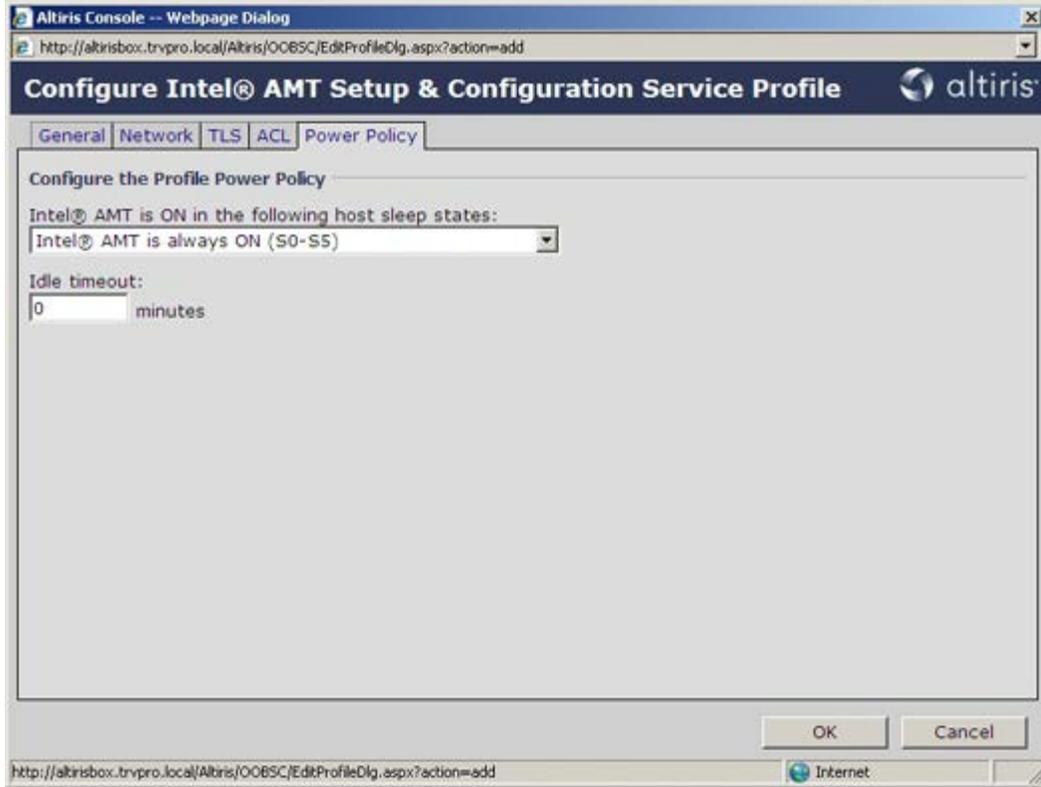 Altiris Console -- Webpage Dialog
http://altirisbox.trvpro.local/Altiris/OOBSC/EditProfileDlg.aspx?action=add
Configure Intel® AMT Setup & Configuration Service Profile
altiris
General Network TLS ACL Power Policy
Configure the Profile Power Policy
Intel® AMT is ON in the following host sleep states:
Intel® AMT is always ON (S0-S5)
Idle timeout:
0 minutes
OK Cancel
http://altirisbox.trvpro.local/Altiris/OOBSC/EditProfileDlg.aspx?action=add Internet